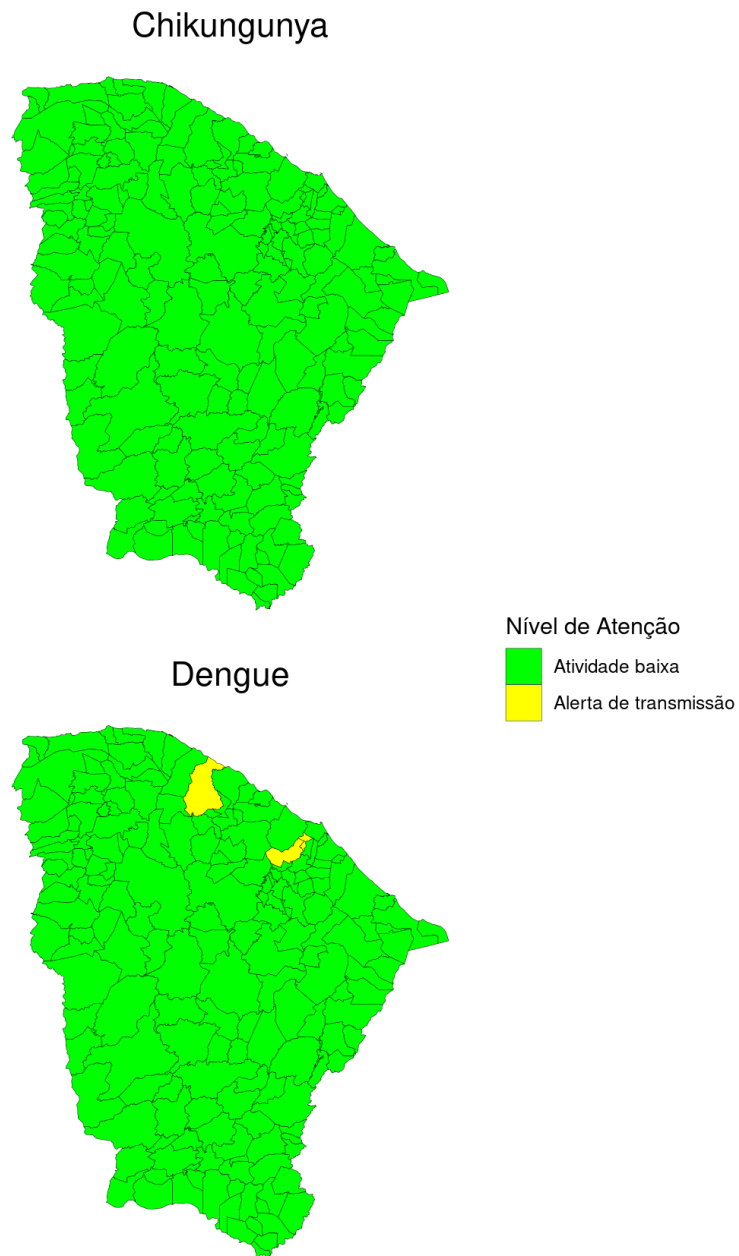 Chikungunya
Nível de Atenção
Atividade baixa
Alerta de transmissão
Dengue